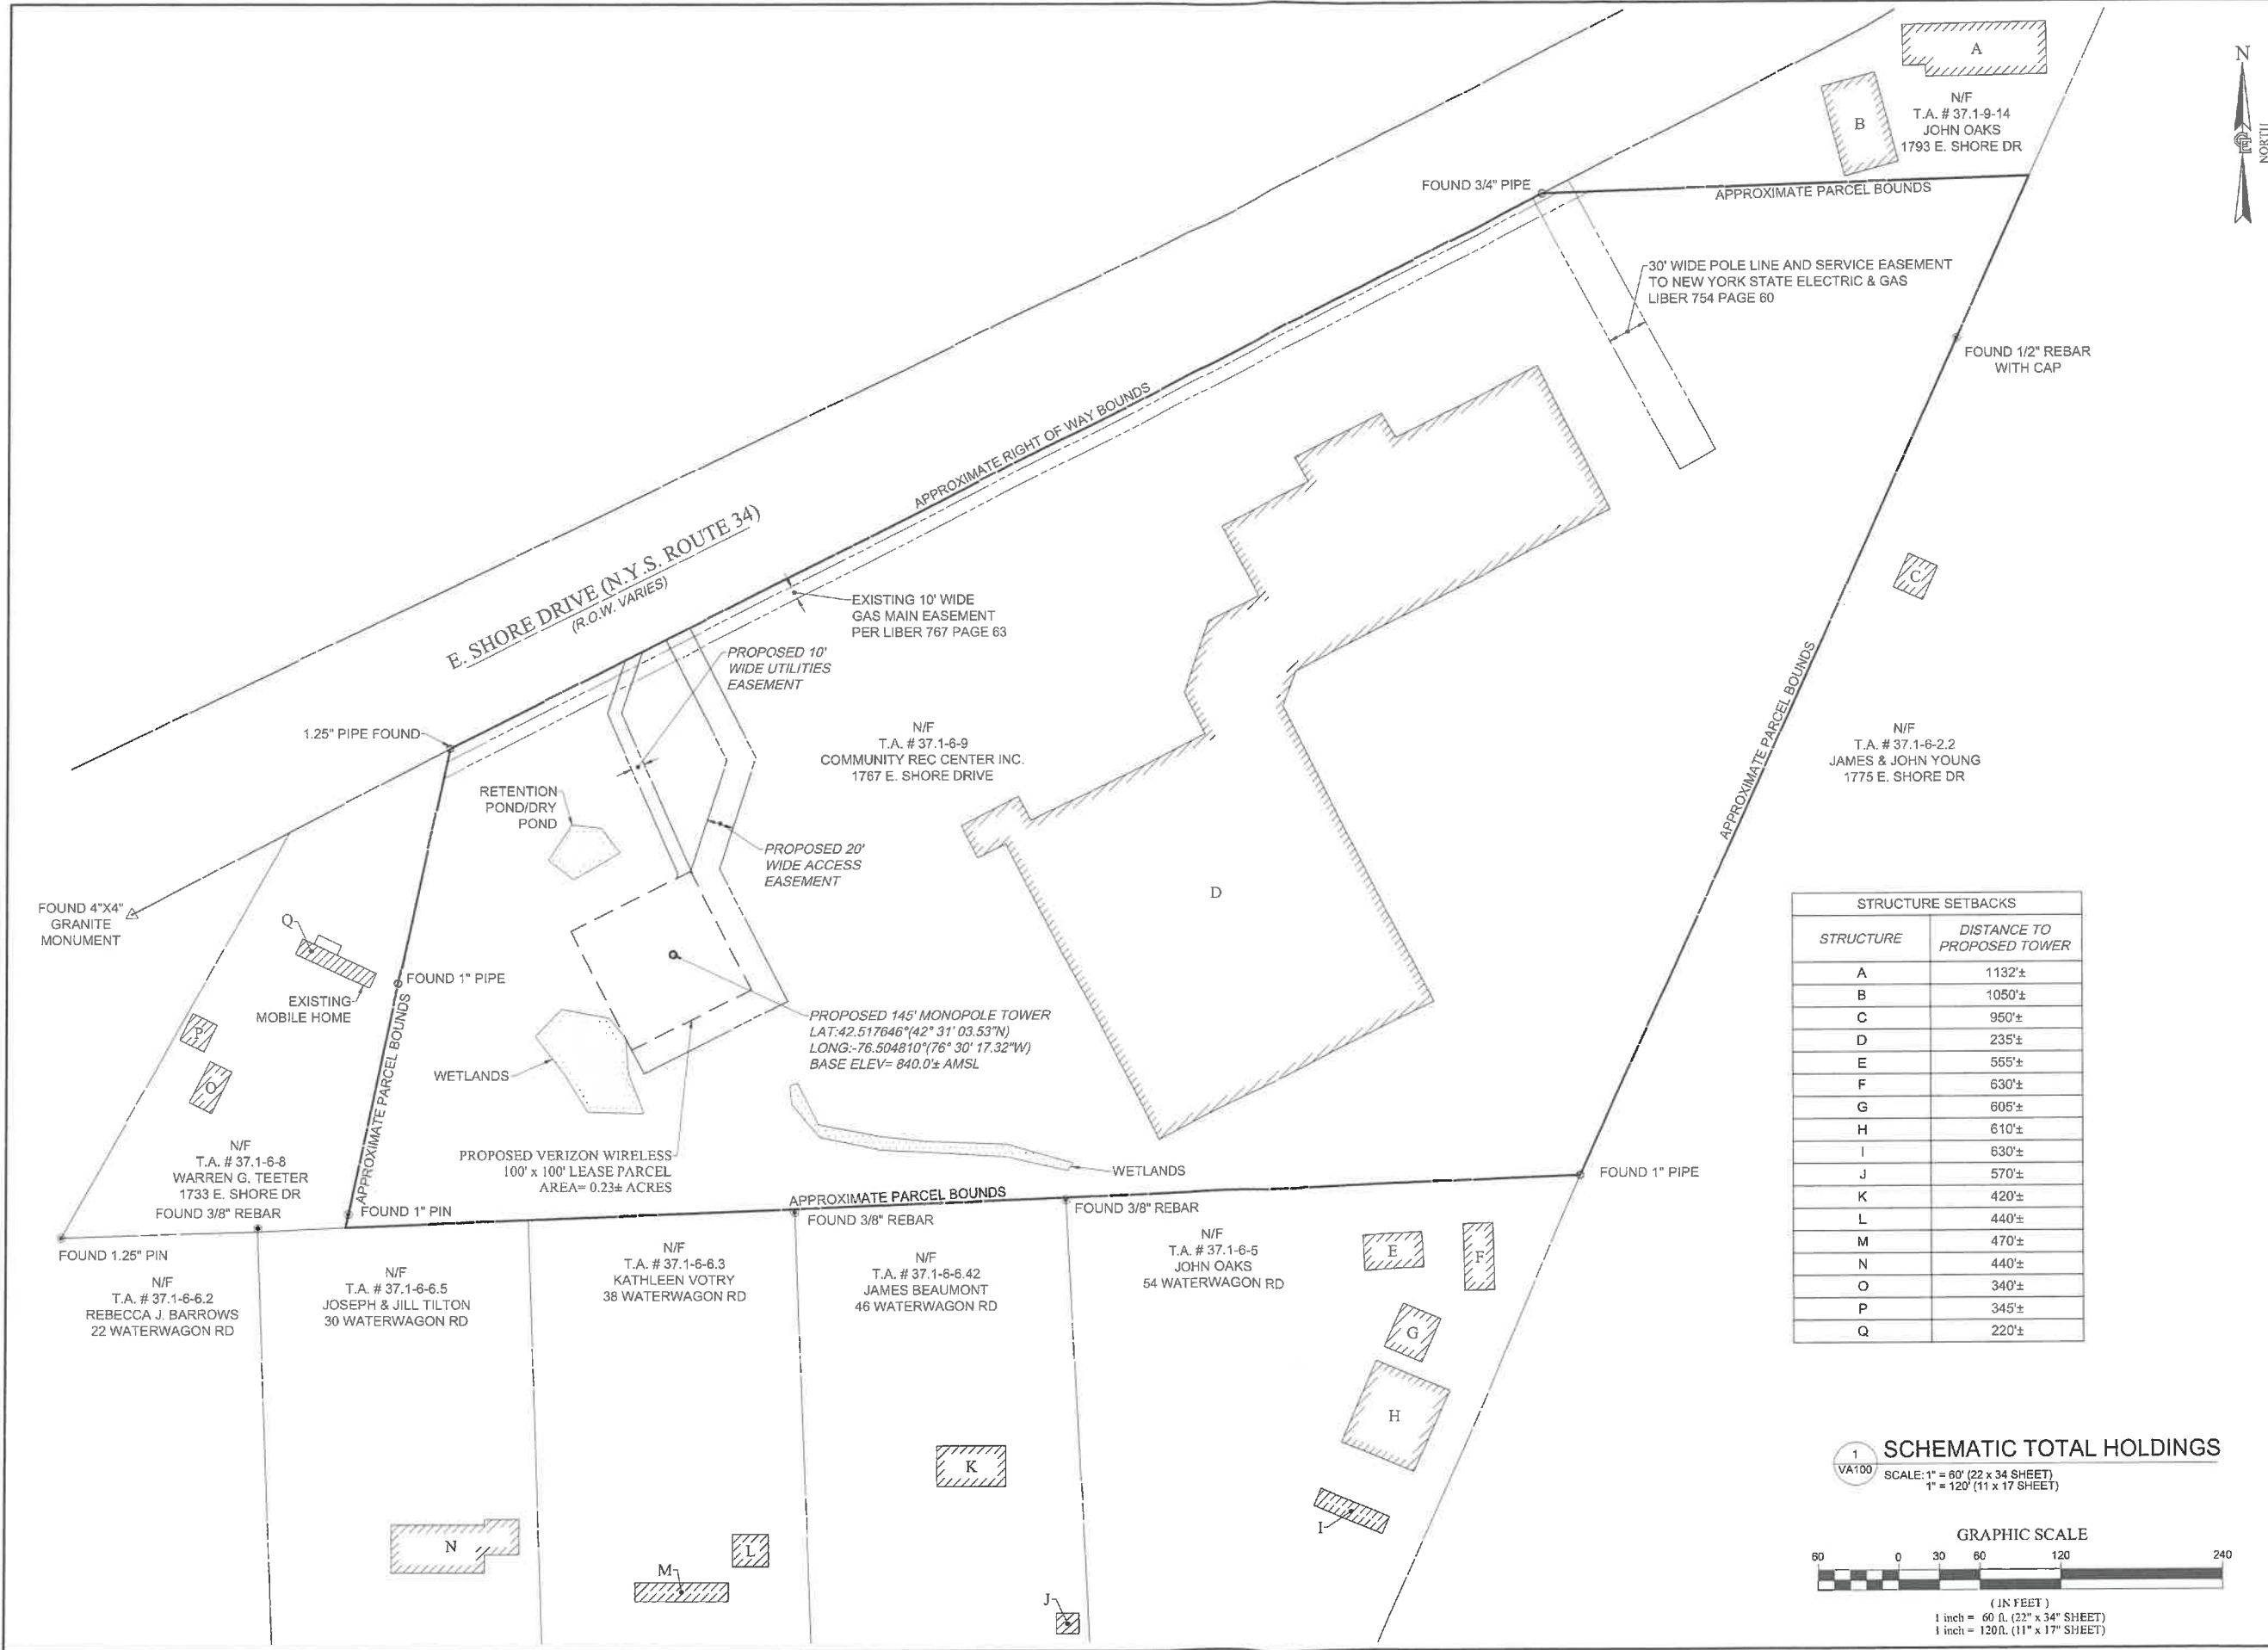 A
N/F
T.A. # 37.1-9-14
JOHN OAKS
1793 E. SHORE DR
B
N
NORTH
FOUND 3/4" PIPE
APPROXIMATE PARCEL BOUNDS
30' WIDE POLE LINE AND SERVICE EASEMENT
TO NEW YORK STATE ELECTRIC & GAS
LIBER 754 PAGE 60
FOUND 1/2" REBAR
WITH CAP
APPROXIMATE RIGHT OF WAY BOUNDS
E. SHORE DRIVE (N.Y.S. ROUTE 34)
(R.O.W. VARIES)
EXISTING 10' WIDE
GAS MAIN EASEMENT
PER LIBER 767 PAGE 63
PROPOSED 10'
WIDE UTILITIES
EASEMENT
C
1.25" PIPE FOUND
N/F
T.A. # 37.1-6-9
COMMUNITY REC CENTER INC.
1767 E. SHORE DRIVE
APPROXIMATE PARCEL BOUNDS
N/F
T.A. # 37.1-6-2.2
JAMES & JOHN YOUNG
1775 E. SHORE DR
RETENTION
POND/DRY
POND
PROPOSED 20'
WIDE ACCESS
EASEMENT
D
FOUND 4"X4"
GRANITE
MONUMENT
Q
EXISTING
MOBILE HOME
FOUND 1" PIPE
APPROXIMATE PARCEL BOUNDS
P
O
PROPOSED 145' MONOPOLE TOWER
LAT:42.517646°(42° 31' 03.53"N)
LONG:-76.504810°(76° 30' 17.32"W)
BASE ELEV= 840.0'± AMSL
WETLANDS
PROPOSED VERIZON WIRELESS
100' x 100' LEASE PARCEL
AREA= 0.23± ACRES
WETLANDS
N/F
T.A. # 37.1-6-8
WARREN G. TEETER
1733 E. SHORE DR
FOUND 3/8" REBAR
FOUND 1" PIN
APPROXIMATE PARCEL BOUNDS
FOUND 3/8" REBAR
FOUND 3/8" REBAR
FOUND 1" PIPE
FOUND 1.25" PIN
N/F
T.A. # 37.1-6-6.2
REBECCA J. BARROWS
22 WATERWAGON RD
N/F
T.A. # 37.1-6-6.5
JOSEPH & JILL TILTON
30 WATERWAGON RD
N/F
T.A. # 37.1-6-6.3
KATHLEEN VOTRY
38 WATERWAGON RD
N/F
T.A. # 37.1-6-6.42
JAMES BEAUMONT
46 WATERWAGON RD
N/F
T.A. # 37.1-6-5
JOHN OAKS
54 WATERWAGON RD
E
F
G
H
I
J
K
L
M
N
STRUCTURE SETBACKS
STRUCTURE DISTANCE TO PROPOSED TOWER
A 1132'±
B 1050'±
C 950'±
D 235'±
E 555'±
F 630'±
G 605'±
H 610'±
I 630'±
J 570'±
K 420'±
L 440'±
M 470'±
N 440'±
O 340'±
P 345'±
Q 220'±
1
VA100
SCHEMATIC TOTAL HOLDINGS
SCALE: 1" = 60' (22 x 34 SHEET)
1" = 120' (11 x 17 SHEET)
GRAPHIC SCALE
60 0 30 60 120 240
( IN FEET )
1 inch = 60 ft. (22" x 34" SHEET)
1 inch = 120ft. (11" x 17" SHEET)